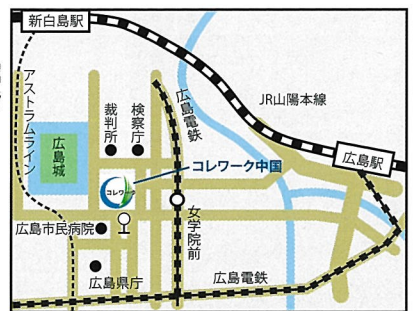 新白島駅
アストラムライン
広島城
裁判所
検察庁
広島電鉄
JR山陽本線
広島駅
コレワーク中国
コレワーク
女学院前
広島市民病院
広島県庁
広島電鉄